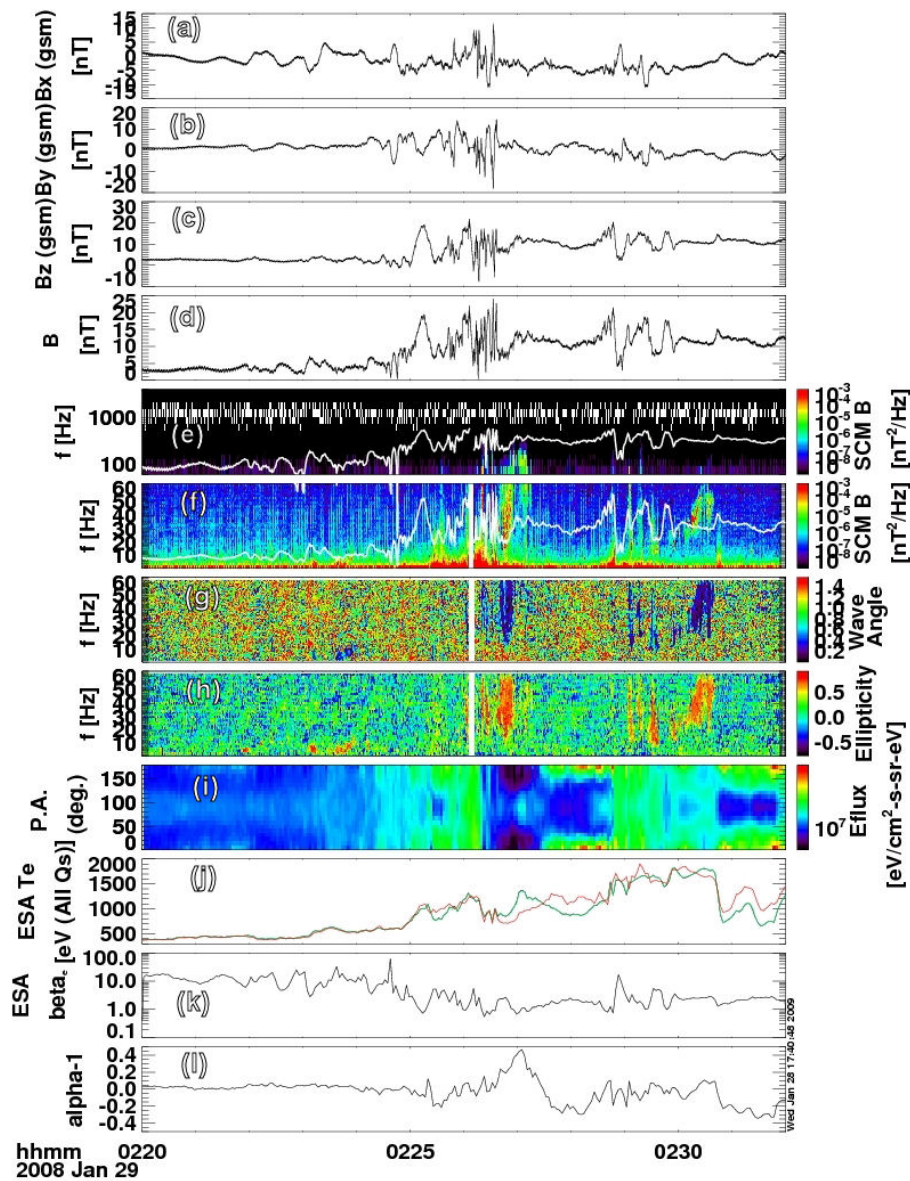 15
10
5
0
-5
-10
-15
Bx (gsm)
[nT]
(a)
20
10
0
-10
-20
By (gsm)
[nT]
(b)
30
20
10
0
-10
Bz (gsm)
[nT]
(c)
25
20
15
10
5
0
B
[nT]
(d)
1000
100
f [Hz]
(e)
10-3
10-4
10-5
10-6
10-7
10-8
10
SCM B
[nT2/Hz]
60
50
40
30
20
10
f [Hz]
(f)
10-3
10-4
10-5
10-6
10-7
10-8
10
SCM B
[nT2/Hz]
60
50
40
30
20
10
f [Hz]
(g)
1.4
1.2
1.0
0.8
0.6
0.4
0.2
Wave
Angle
60
50
40
30
20
10
f [Hz]
(h)
0.5
0.0
-0.5
Ellipticity
150
100
50
0
P.A.
(deg.)
(i)
107
Eflux
[eV/cm2-s-sr-eV]
2000
1500
1000
500
ESA Te
[eV (All Qs)]
(j)
100.0
10.0
1.0
0.1
ESA
betae
(k)
0.4
0.2
0.0
-0.2
-0.4
alpha-1
(l)
hhmm
2008 Jan 29
0220
0225
0230
Wed Jan 28 17:40:48 2009